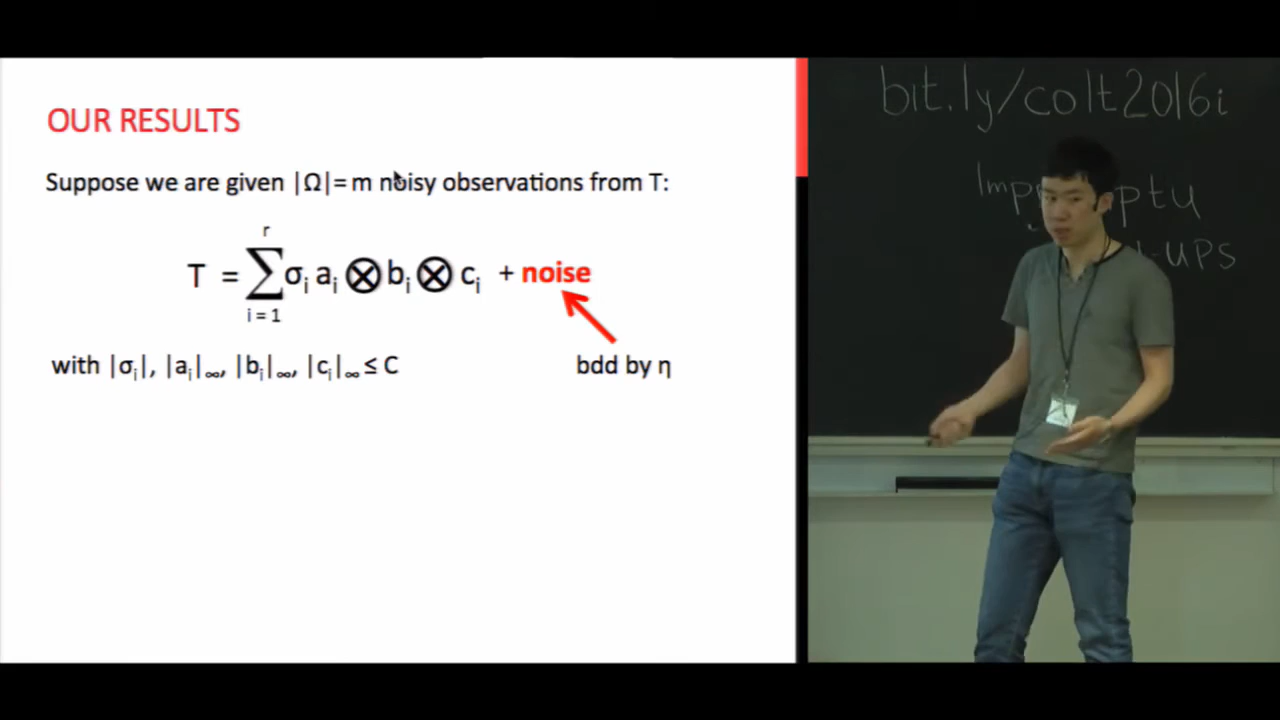 OUR RESULTS
Suppose we are given |Ω|= m noisy observations from T:
T = r ∑ i = 1 σᵢ aᵢ ⊗ bᵢ ⊗ cᵢ + noise
with |σᵢ|, |aᵢ|∞, |bᵢ|∞, |cᵢ|∞ ≤ C
bdd by η
bit.ly/colt2016i